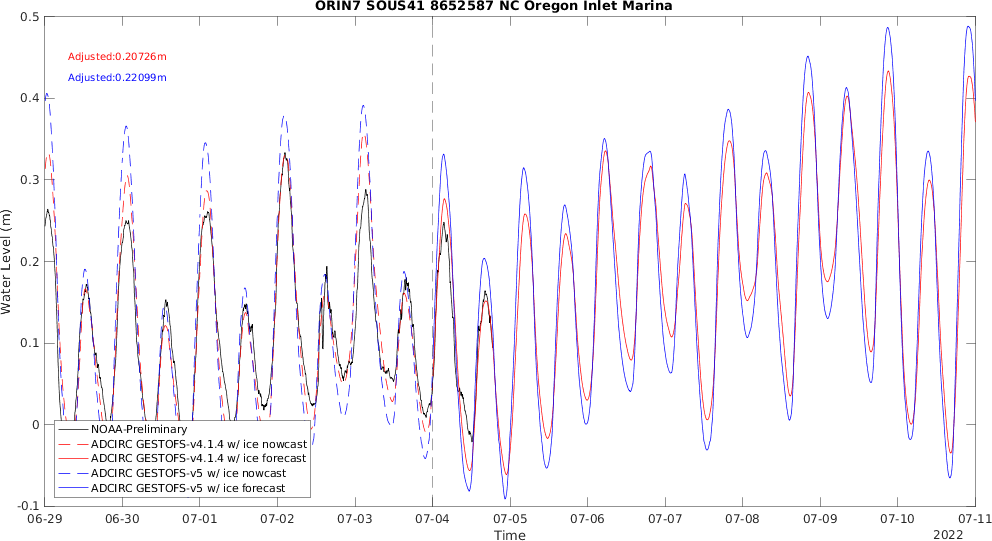 ORIN7 SOUS41 8652587 NC Oregon Inlet Marina
0.5
Adjusted:0.20726m
Adjusted:0.22099m
0.4
0.3
0.2
0.1
0
-0.1
Water Level (m)
NOAA-Preliminary
ADCIRC GESTOFS-v4.1.4 w/ ice nowcast
ADCIRC GESTOFS-v4.1.4 w/ ice forecast
ADCIRC GESTOFS-v5 w/ ice nowcast
ADCIRC GESTOFS-v5 w/ ice forecast
06-29 06-30 07-01 07-02 07-03 07-04 07-05 07-06 07-07 07-08 07-09 07-10 07-11
Time
2022